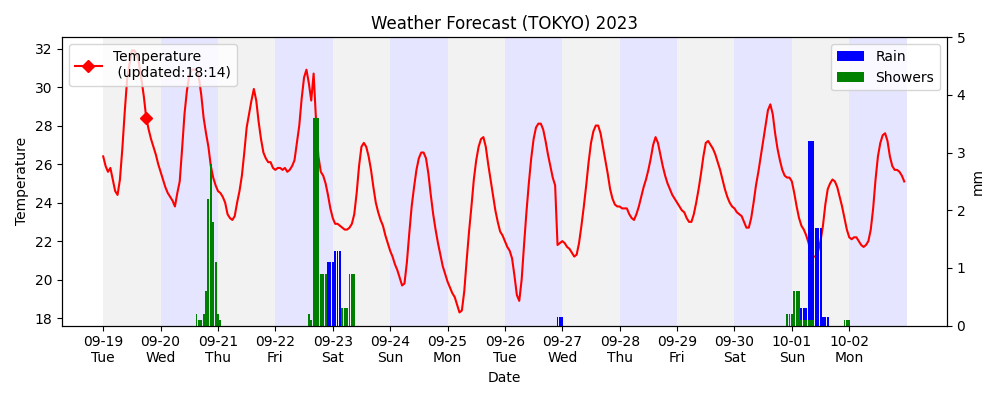 Weather Forecast (TOKYO) 2023
Temperature
(updated:18:14)
Rain
Showers
Temperature
32
30
28
26
24
22
20
18
5
4
3
2
1
0
mm
09-19 09-20 09-21 09-22 09-23 09-24 09-25 09-26 09-27 09-28 09-29 09-30 10-01 10-02
Tue Wed Thu Fri Sat Sun Mon Tue Wed Thu Fri Sat Sun Mon
Date